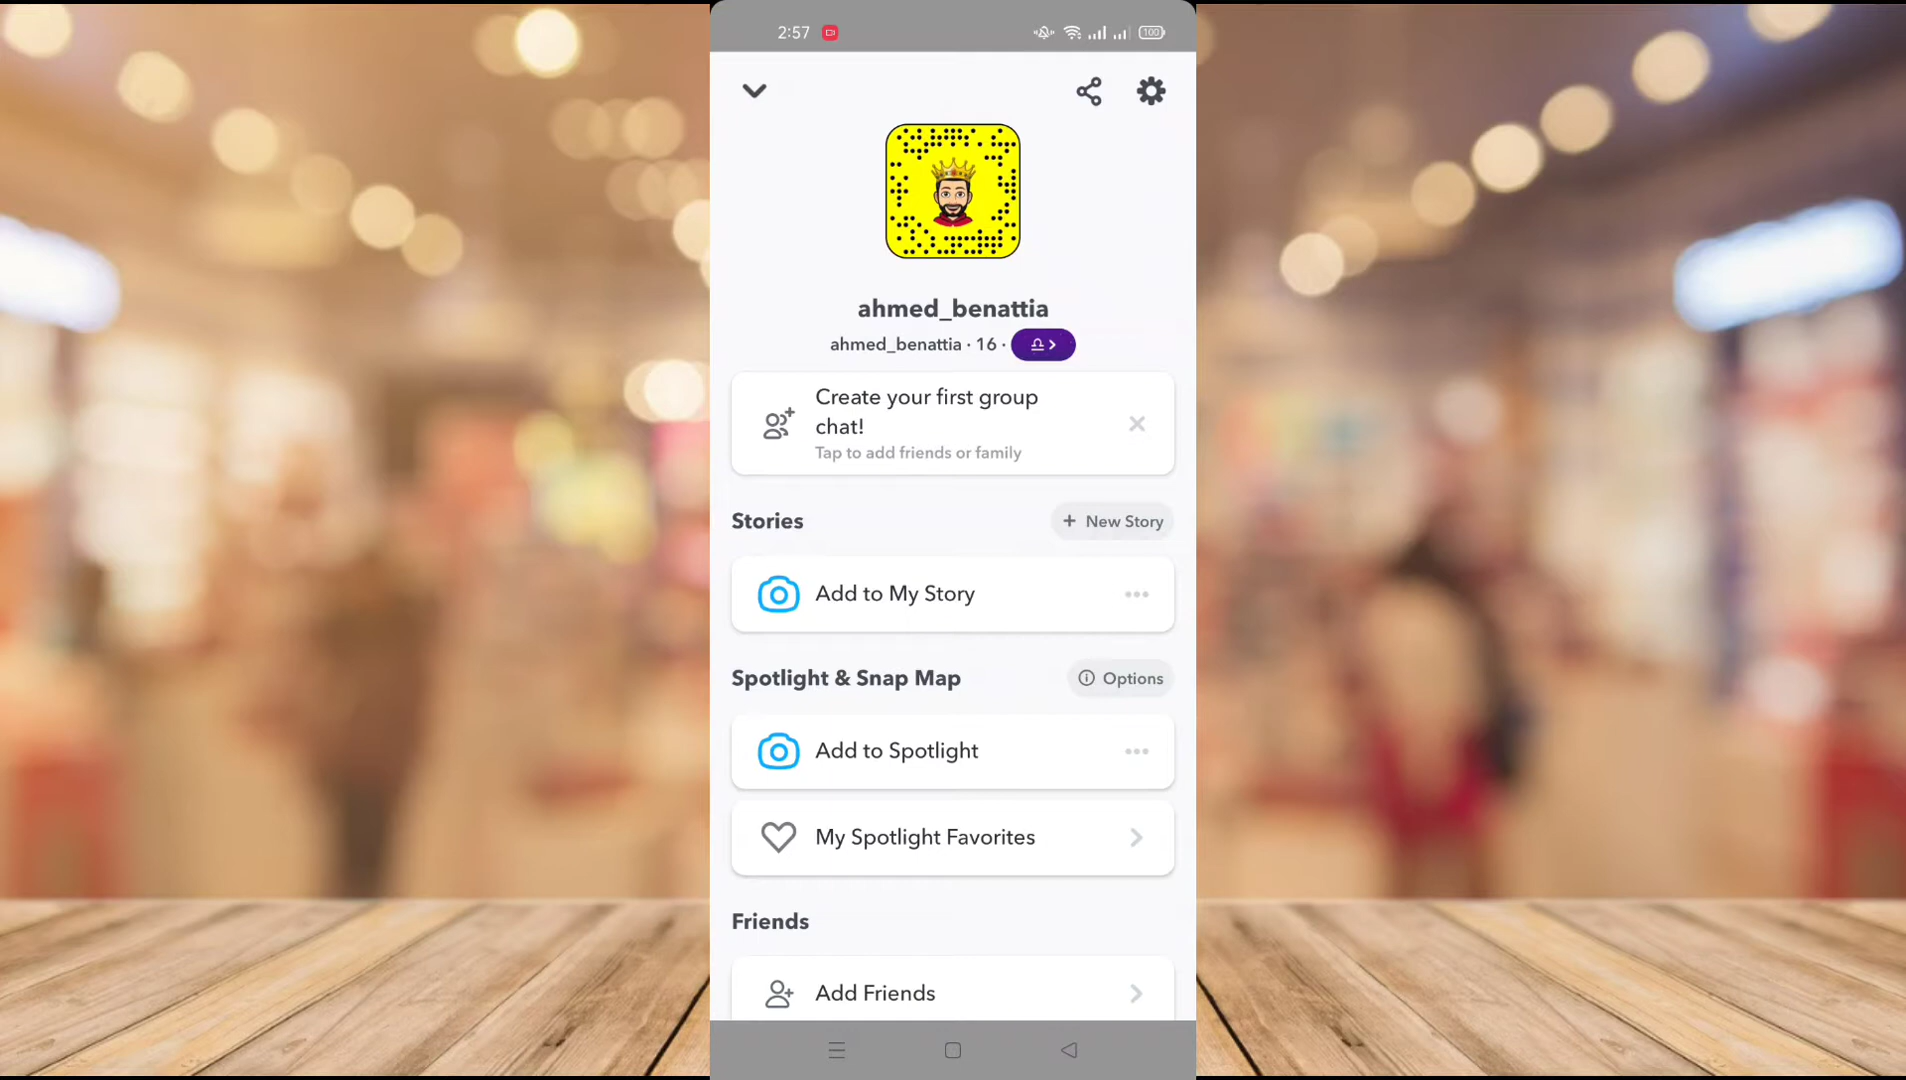 2:57
100
ahmed_benattia
ahmed_benattia · 16 ·
Create your first group
chat!
Tap to add friends or family
Stories
+ New Story
Add to My Story
Spotlight & Snap Map
Options
Add to Spotlight
My Spotlight Favorites
Friends
Add Friends